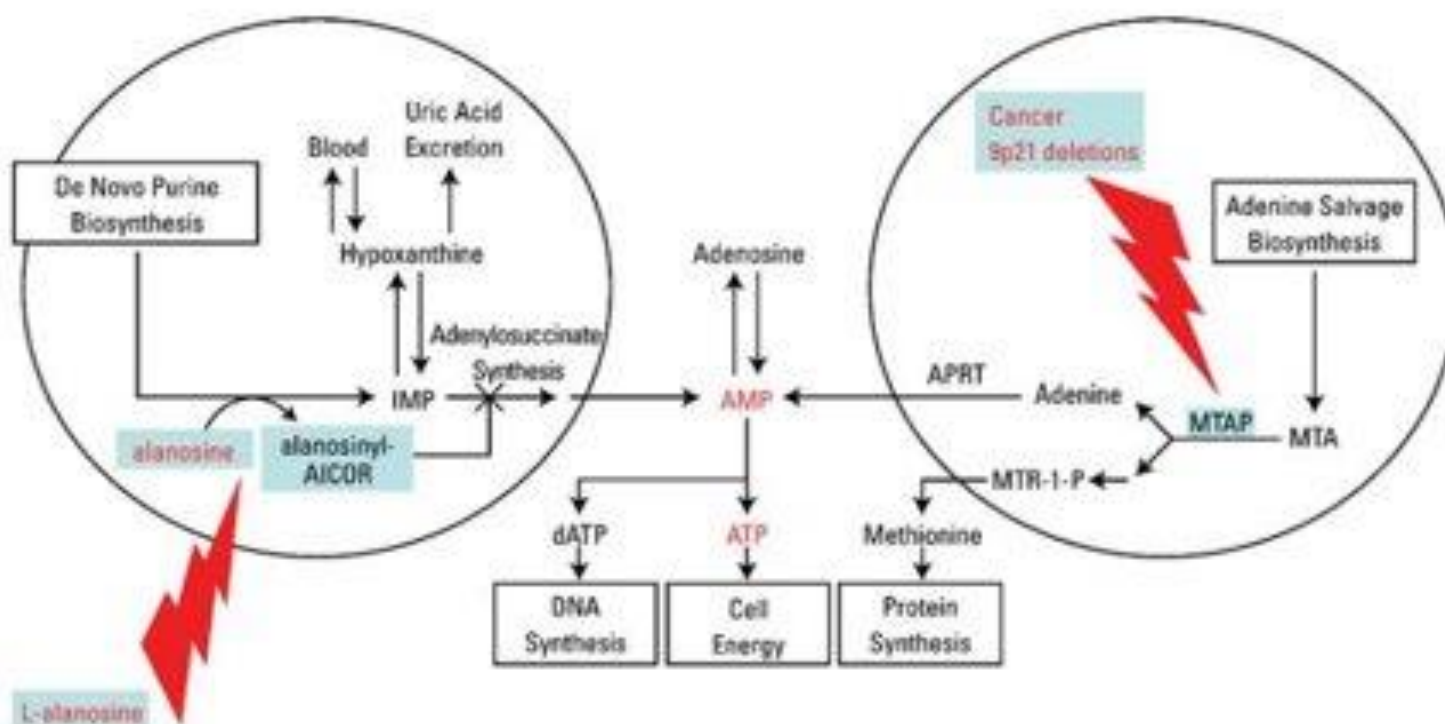 Uric Acid
Excretion
Blood
De Novo Purine
Biosynthesis
Hypoxanthine
Adenylosuccinate
Synthesis
IMP
alanosine
alanosinyl-
AICOR
L-alanosine
Adenosine
AMP
dATP
ATP
DNA
Synthesis
Cell
Energy
Cancer
9p21 deletions
Adenine Salvage
Biosynthesis
APRT
Adenine
MTAP
MTA
MTR-1-P
Methionine
Protein
Synthesis